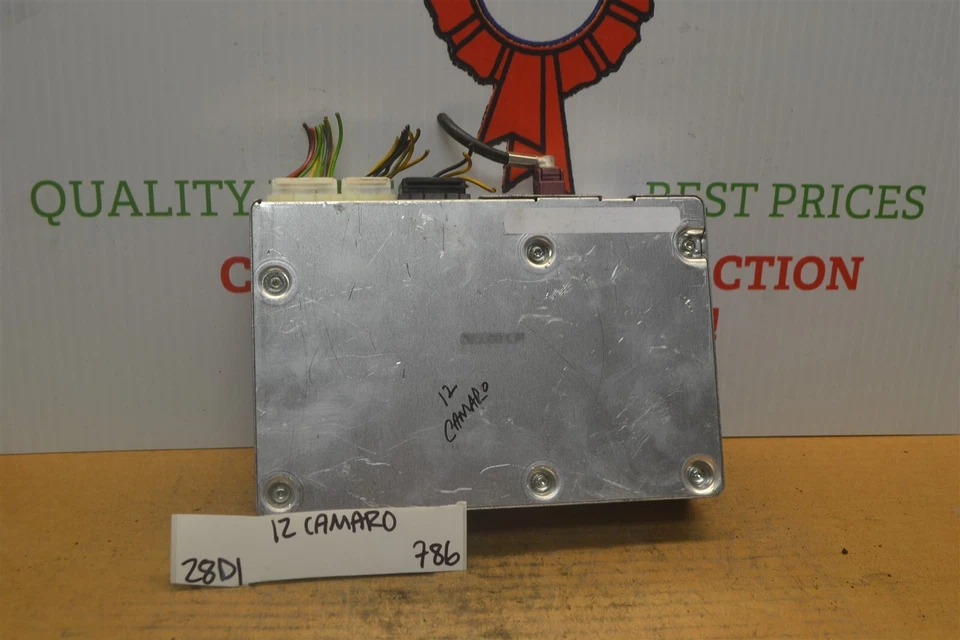 QUALITY
BEST PRICES
CTION
!
12
CAMARO
12 CAMARO
28D1
786